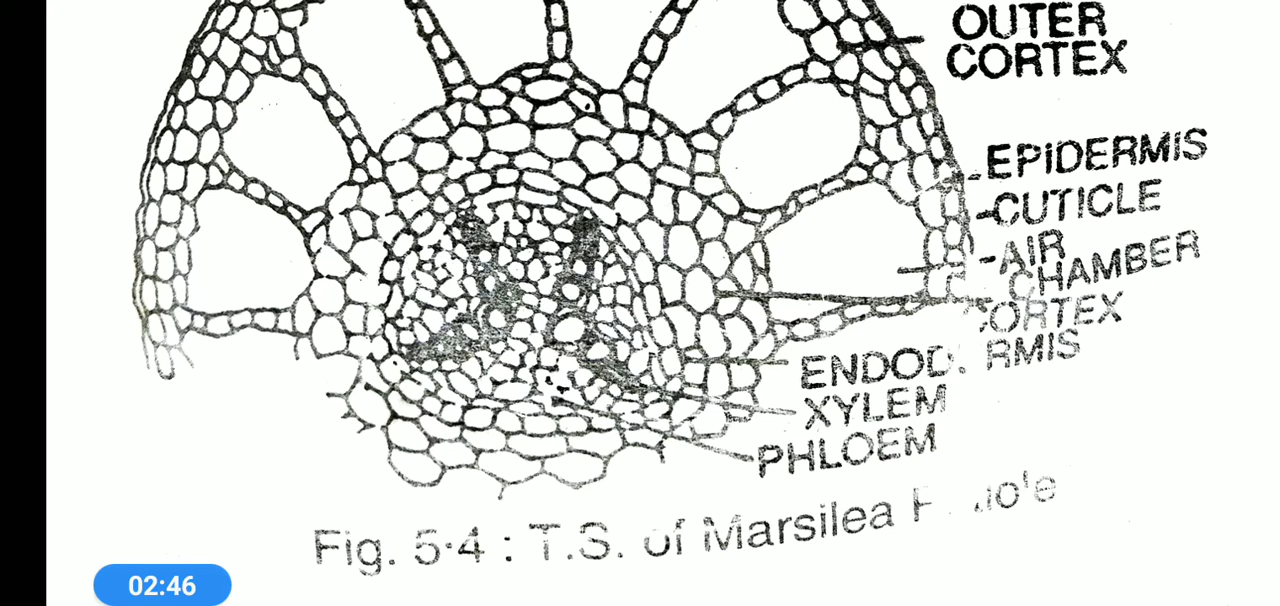 OUTER
CORTEX
EPIDERMIS
CUTICLE
AIR
CHAMBER
CORTEX
XYLEM
PHLOEM
Fig. 5.4 : T.S. of Marsilea
02:46